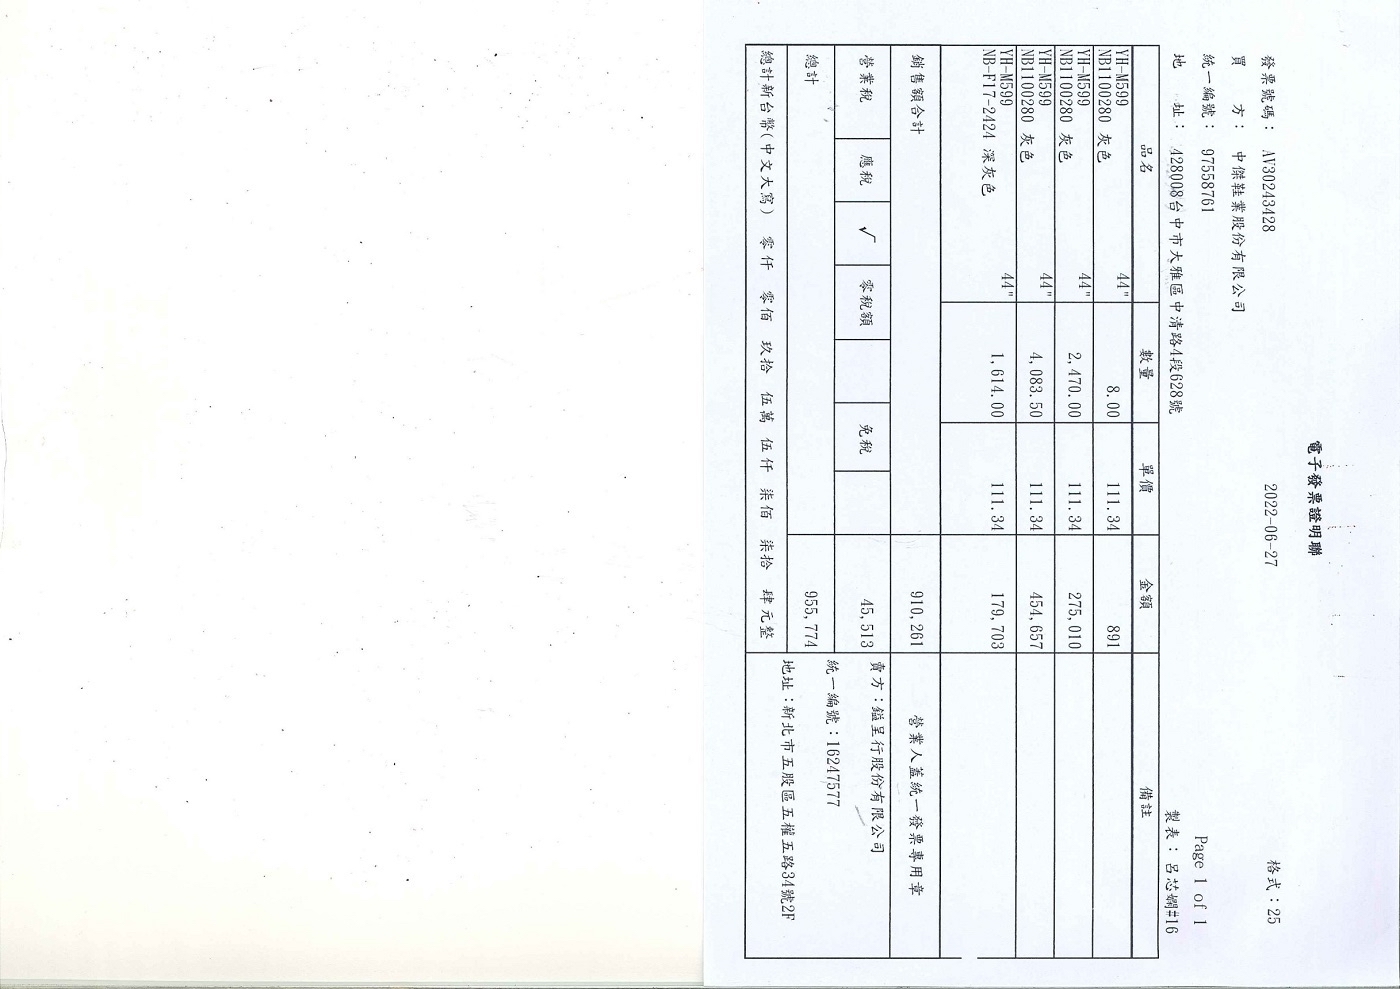 電子發票證明聯
發票號碼： AV30243428 2022-06-27 格式：25
買　　方： 中傑鞋業股份有限公司
統一編號： 97558761 Page 1 of 1
地　　址： 428008台中市大雅區中清路4段628號 製表： 呂芯嫻#16
品名 數量 單價 金額 備註
YH-M599 44"
NB1100280 灰色 8.00 111.34 891
YH-M599 44"
NB1100280 灰色 2,470.00 111.34 275,010
YH-M599 44"
NB1100280 灰色 4,083.50 111.34 454,657
YH-M599 44"
NB-F17-2424 深灰色 1,614.00 111.34 179,703
銷售額合計 910,261 營業人蓋統一發票專用章
營業稅 應稅 √ 零稅額 免稅 45,513
賣方：鎰呈行股份有限公司
統一編號：16247577
總計 955,774
地址：新北市五股區五權五路34號2F
總計新台幣(中文大寫) 零仟 零佰 玖拾 伍萬 伍仟 柒佰 柒拾 肆元整